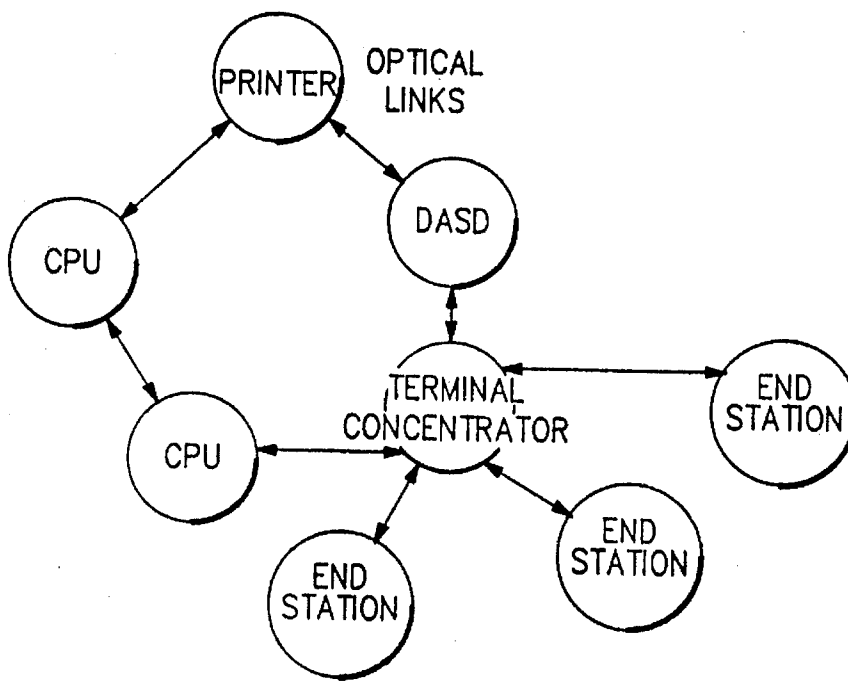 PRINTER
OPTICAL
LINKS
DASD
CPU
TERMINAL
CONCENTRATOR
END
STATION
CPU
END
STATION
END
STATION